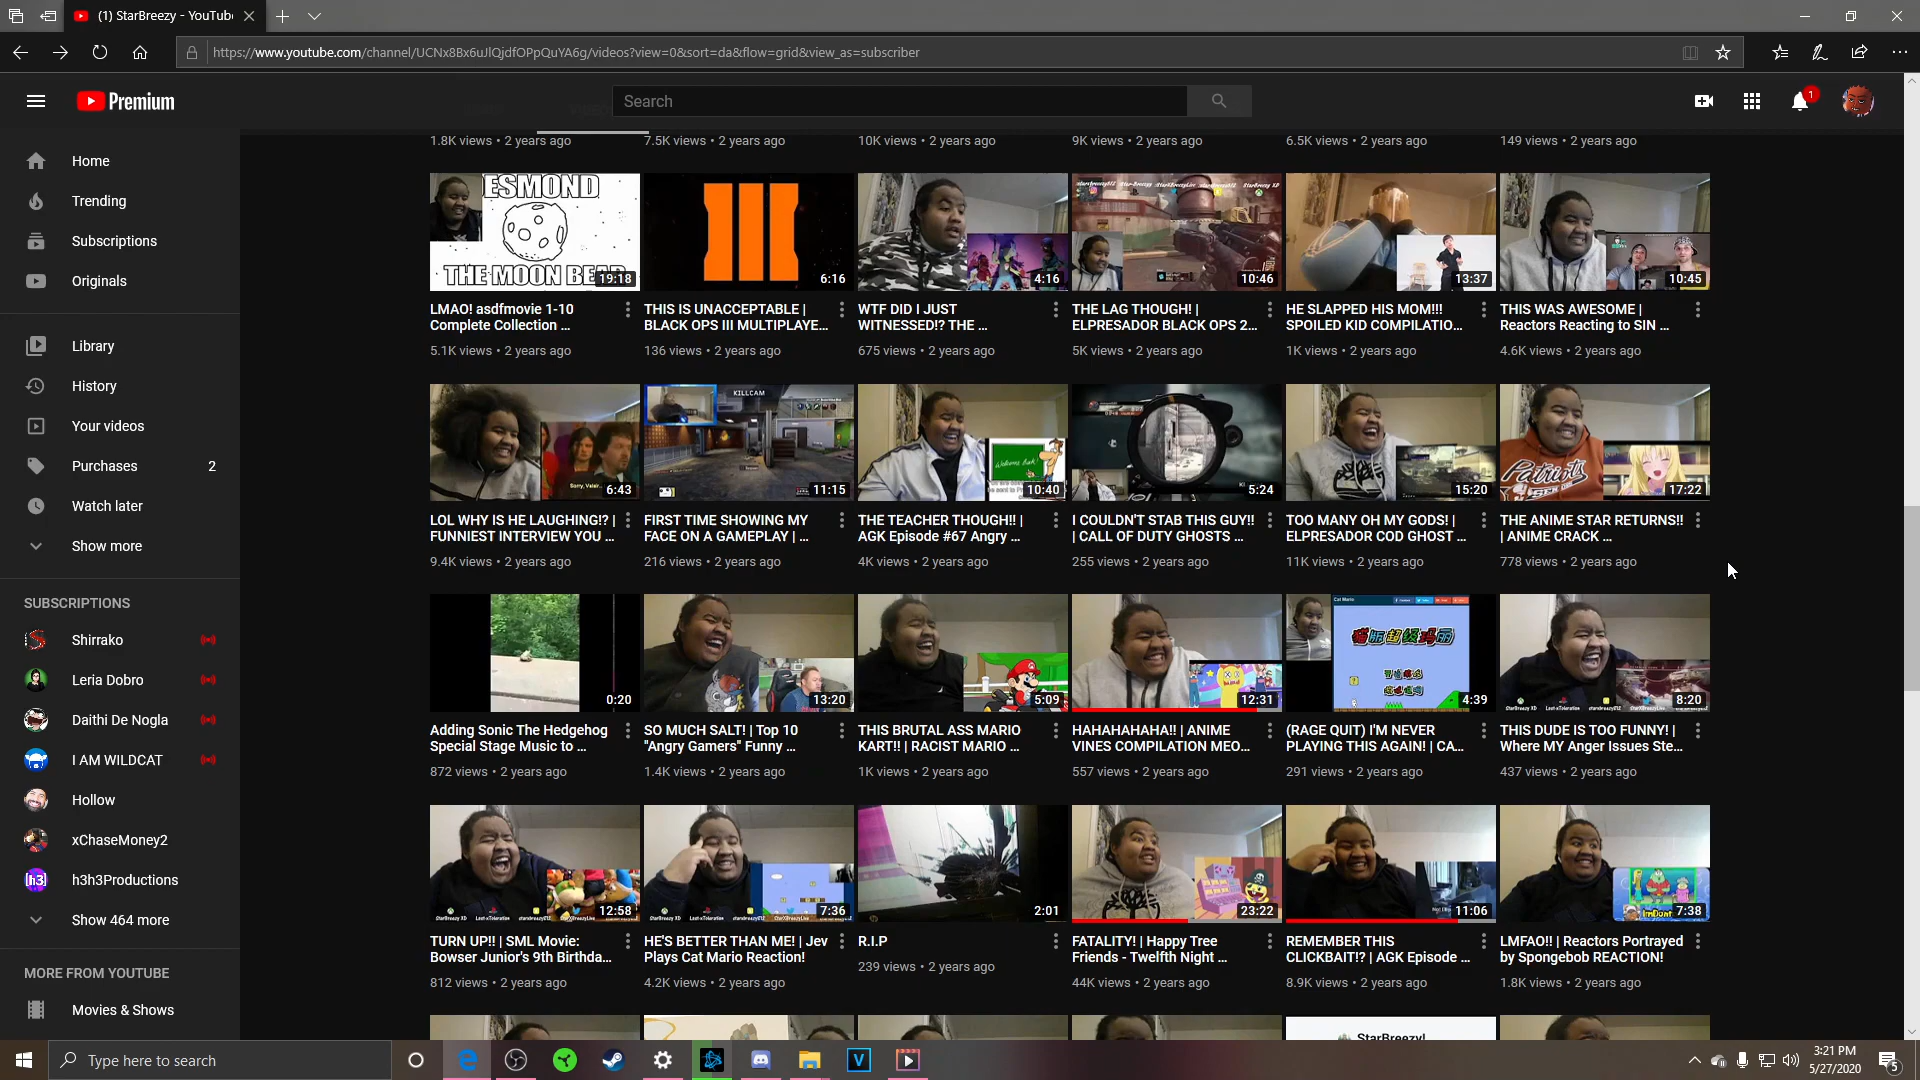 (1) StarBreezy - YouTube
https://www.youtube.com/channel/UCNx8Bx6uJlQjdfOPpQuYA6g/videos?view=0&sort=da&flow=grid&view_as=subscriber
Premium
Search
1
Home
Trending
Subscriptions
Originals
Library
History
Your videos
Purchases 2
Watch later
Show more
SUBSCRIPTIONS
Shirrako
Leria Dobro
Daithi De Nogla
I AM WILDCAT
Hollow
xChaseMoney2
h3h3Productions
Show 464 more
MORE FROM YOUTUBE
Movies & Shows
1.8K views • 2 years ago
7.5K views • 2 years ago
10K views • 2 years ago
9K views • 2 years ago
6.5K views • 2 years ago
149 views • 2 years ago
ESMOND
THE MOON BEAR
19:18
6:16
4:16
10:46
13:37
10:45
LMAO! asdfmovie 1-10
Complete Collection ...
5.1K views • 2 years ago
THIS IS UNACCEPTABLE |
BLACK OPS III MULTIPLAYE...
136 views • 2 years ago
WTF DID I JUST
WITNESSED!? THE ...
675 views • 2 years ago
THE LAG THOUGH! |
ELPRESADOR BLACK OPS 2...
5K views • 2 years ago
HE SLAPPED HIS MOM!!!
SPOILED KID COMPILATIO...
1K views • 2 years ago
THIS WAS AWESOME |
Reactors Reacting to SIN ...
4.6K views • 2 years ago
Sorry, Valeir...
6:43
KILLCAM
11:15
Welcome Back!
10:40
5:24
15:20
Patriots
17:22
LOL WHY IS HE LAUGHING!? |
FUNNIEST INTERVIEW YOU ...
9.4K views • 2 years ago
FIRST TIME SHOWING MY
FACE ON A GAMEPLAY | ...
216 views • 2 years ago
THE TEACHER THOUGH!! |
AGK Episode #67 Angry ...
4K views • 2 years ago
I COULDN'T STAB THIS GUY!!
| CALL OF DUTY GHOSTS ...
255 views • 2 years ago
TOO MANY OH MY GODS! |
ELPRESADOR COD GHOST ...
11K views • 2 years ago
THE ANIME STAR RETURNS!!
| ANIME CRACK ...
778 views • 2 years ago
0:20
13:20
5:09
12:31
Cat Mario
猫版超级玛丽
4:39
8:20
Adding Sonic The Hedgehog
Special Stage Music to ...
872 views • 2 years ago
SO MUCH SALT! | Top 10
"Angry Gamers" Funny ...
1.4K views • 2 years ago
THIS BRUTAL ASS MARIO
KART!! | RACIST MARIO ...
1K views • 2 years ago
HAHAHAHAHA!! | ANIME
VINES COMPILATION MEO...
557 views • 2 years ago
(RAGE QUIT) I'M NEVER
PLAYING THIS AGAIN! | CA...
291 views • 2 years ago
THIS DUDE IS TOO FUNNY! |
Where MY Anger Issues Ste...
437 views • 2 years ago
12:58
7:36
2:01
23:22
11:06
7:38
TURN UP!! | SML Movie:
Bowser Junior's 9th Birthda...
812 views • 2 years ago
HE'S BETTER THAN ME! | Jev
Plays Cat Mario Reaction!
4.2K views • 2 years ago
R.I.P
239 views • 2 years ago
FATALITY! | Happy Tree
Friends - Twelfth Night ...
44K views • 2 years ago
REMEMBER THIS
CLICKBAIT!? | AGK Episode ...
8.9K views • 2 years ago
LMFAO!! | Reactors Portrayed
by Spongebob REACTION!
1.8K views • 2 years ago
StarBreezy!
Type here to search
3:21 PM
5/27/2020
5